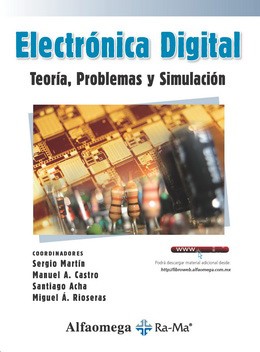 Electrónica Digital
Teoría, Problemas y Simulación
COORDINADORES
Sergio Martín
Manuel A. Castro
Santiago Acha
Miguel Á. Rioseras
www
Podrá descargar material adicional desde:
http://libroweb.alfaomega.com.mx
Alfaomega Ra-Ma®